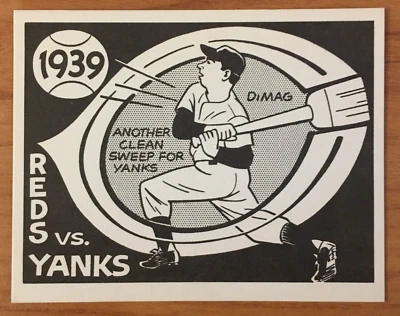 1939
DiMAG
ANOTHER
CLEAN
SWEEP FOR
YANKS
REDS
VS.
YANKS